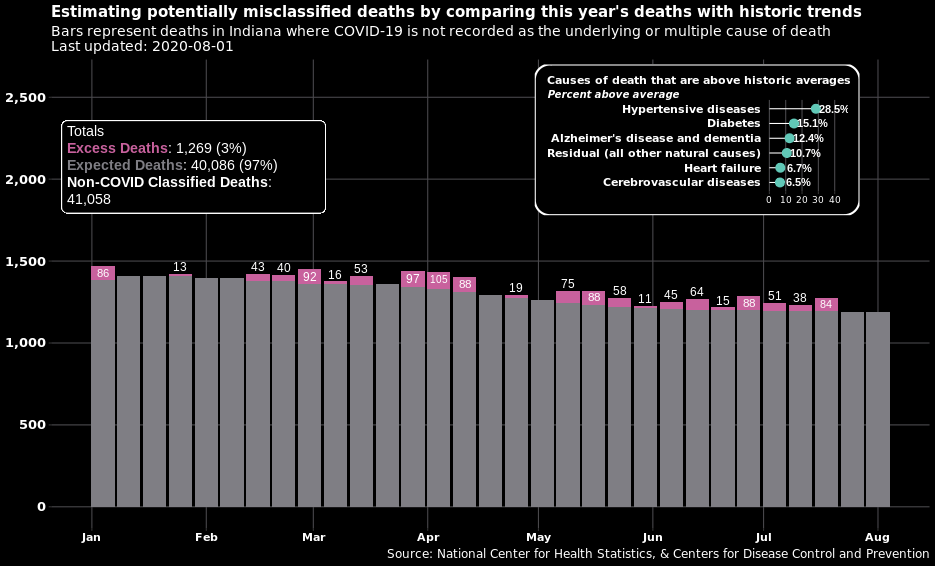 Estimating potentially misclassified deaths by comparing this year's deaths with historic trends
Bars represent deaths in Indiana where COVID-19 is not recorded as the underlying or multiple cause of death
Last updated: 2020-08-01
Totals
Excess Deaths: 1,269 (3%)
Expected Deaths: 40,086 (97%)
Non-COVID Classified Deaths:
41,058
Causes of death that are above historic averages
Percent above average
Hypertensive diseases 28.5%
Diabetes 15.1%
Alzheimer's disease and dementia 12.4%
Residual (all other natural causes) 10.7%
Heart failure 6.7%
Cerebrovascular diseases 6.5%
0 10 20 30 40
2,500
2,000
1,500
1,000
500
0
86 13 43 40 92 16 53 97 105 88 19 75 88 58 11 45 64 15 88 51 38 84
Jan Feb Mar Apr May Jun Jul Aug
Source: National Center for Health Statistics, & Centers for Disease Control and Prevention